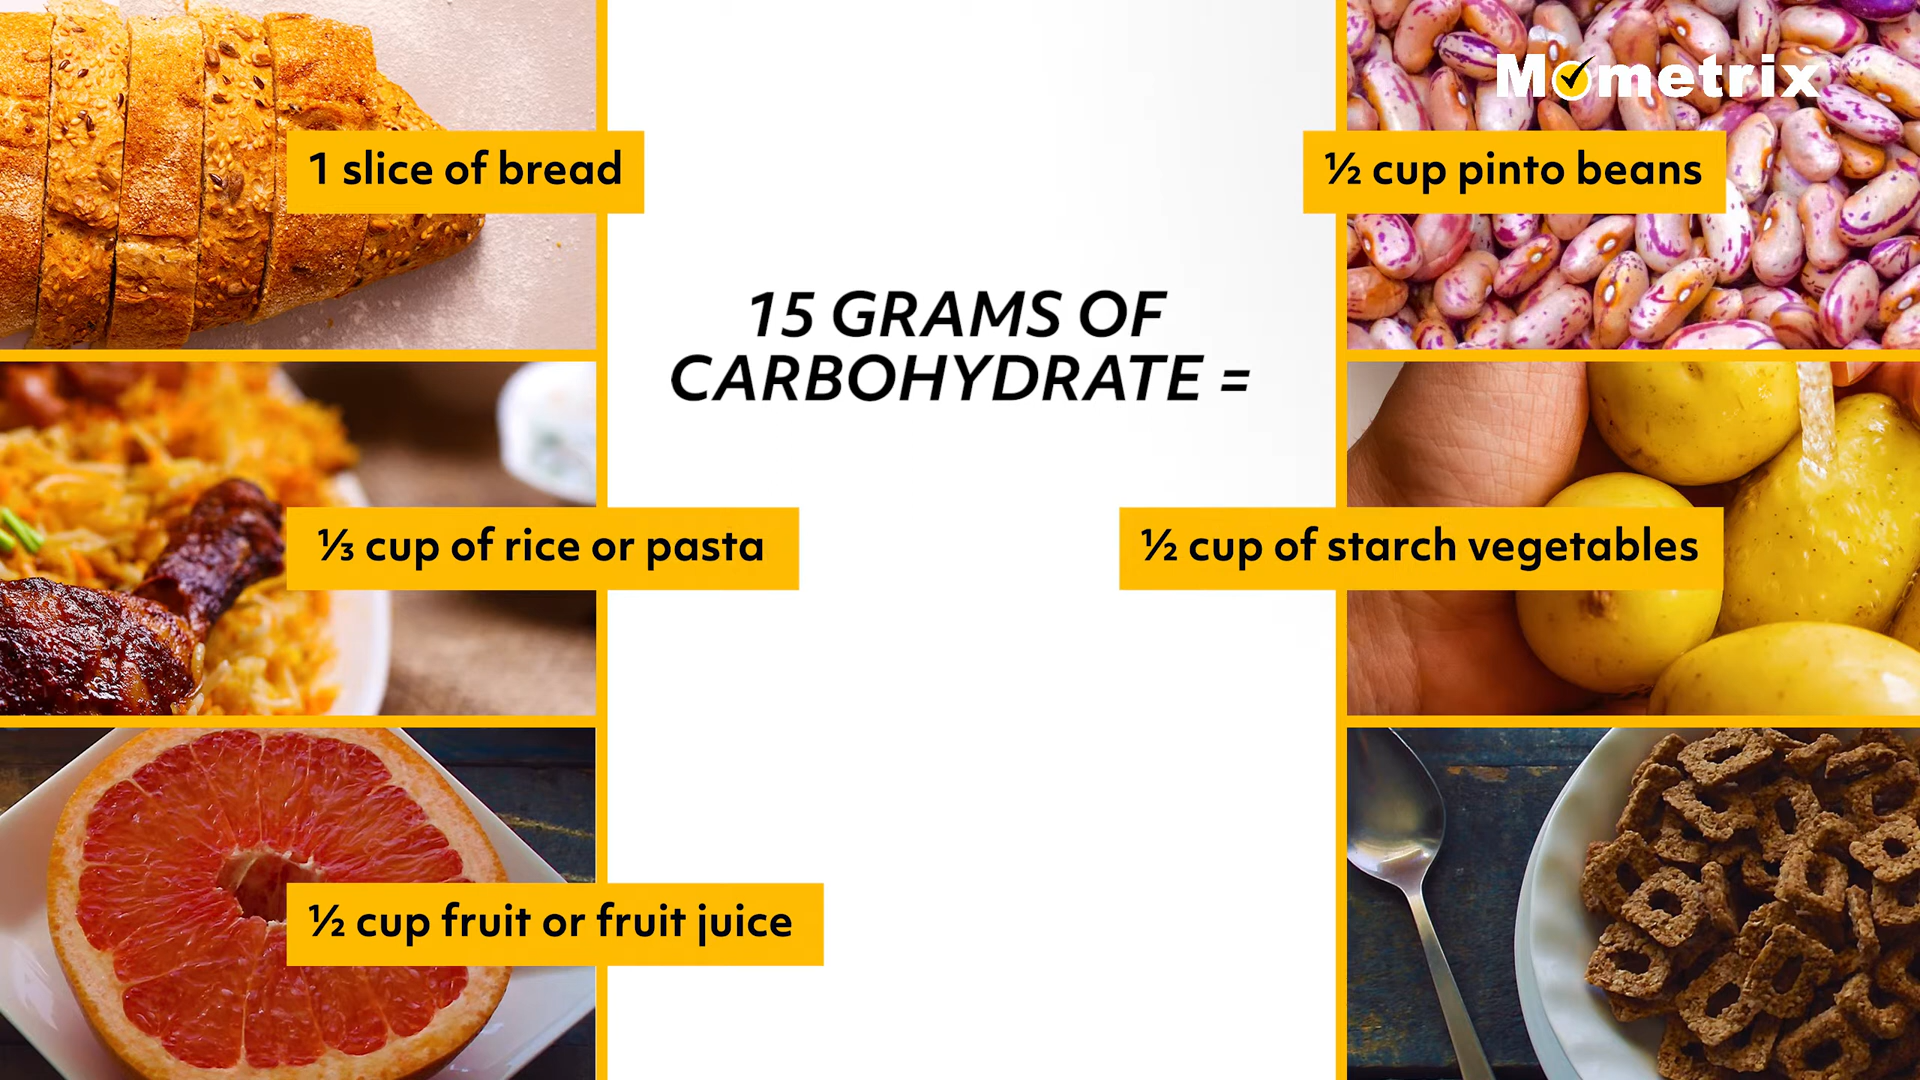 Mometrix
1 slice of bread
½ cup pinto beans
15 GRAMS OF
CARBOHYDRATE =
⅓ cup of rice or pasta
½ cup of starch vegetables
½ cup fruit or fruit juice